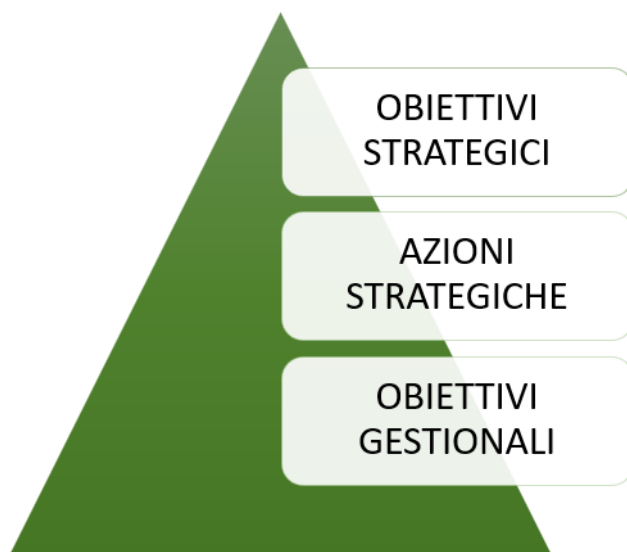 OBIETTIVI
STRATEGICI
AZIONI
STRATEGICHE
OBIETTIVI
GESTIONALI